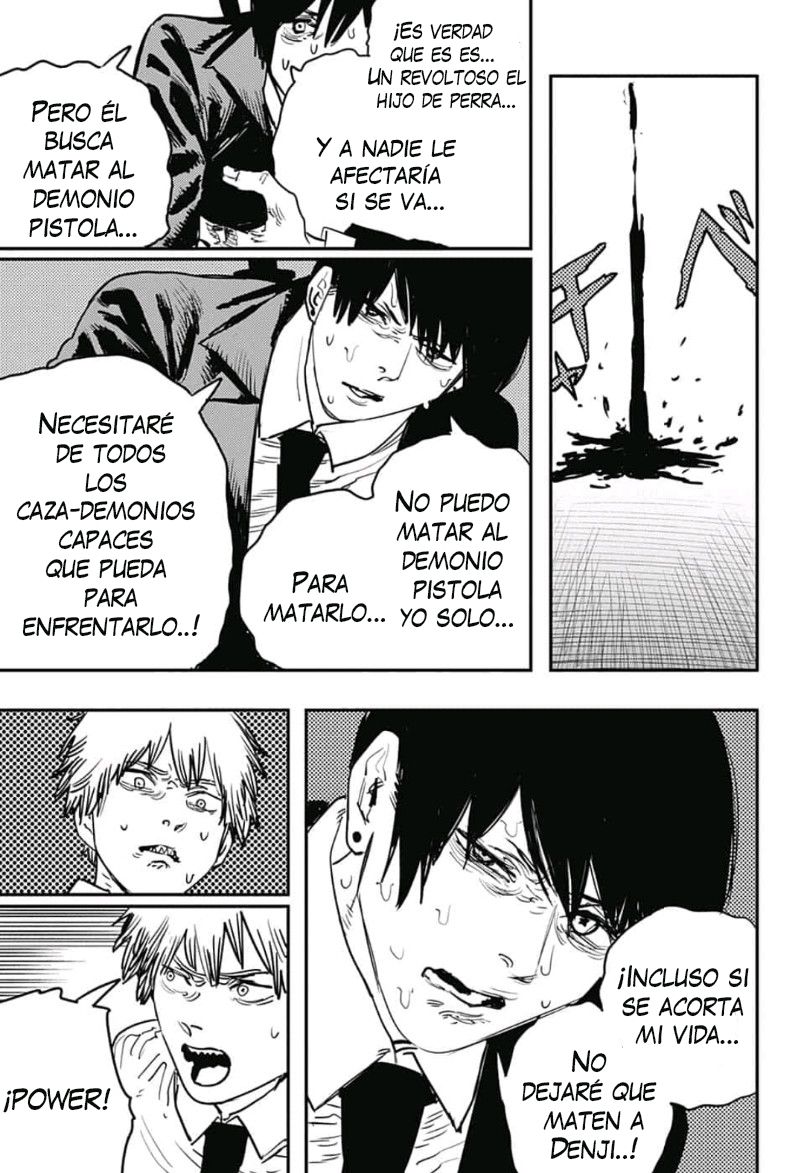 ¡ES VERDAD
QUE ES ES...
UN REVOLTOSO EL
HIJO DE PERRA...
Y A NADIE LE
AFECTARÍA
SI SE VA...
PERO ÉL
BUSCA
MATAR AL
DEMONIO
PISTOLA...
NO PUEDO
MATAR AL
DEMONIO
PISTOLA
YO SOLO...
PARA
MATARLO...
NECESITARÉ
DE TODOS
LOS
CAZA-DEMONIOS
CAPACES
QUE PUEDA
PARA
ENFRENTARLO..!
¡INCLUSO SI
SE ACORTA
MI VIDA...
NO
DEJARÉ QUE
MATEN A
DENJI..!
¡POWER!